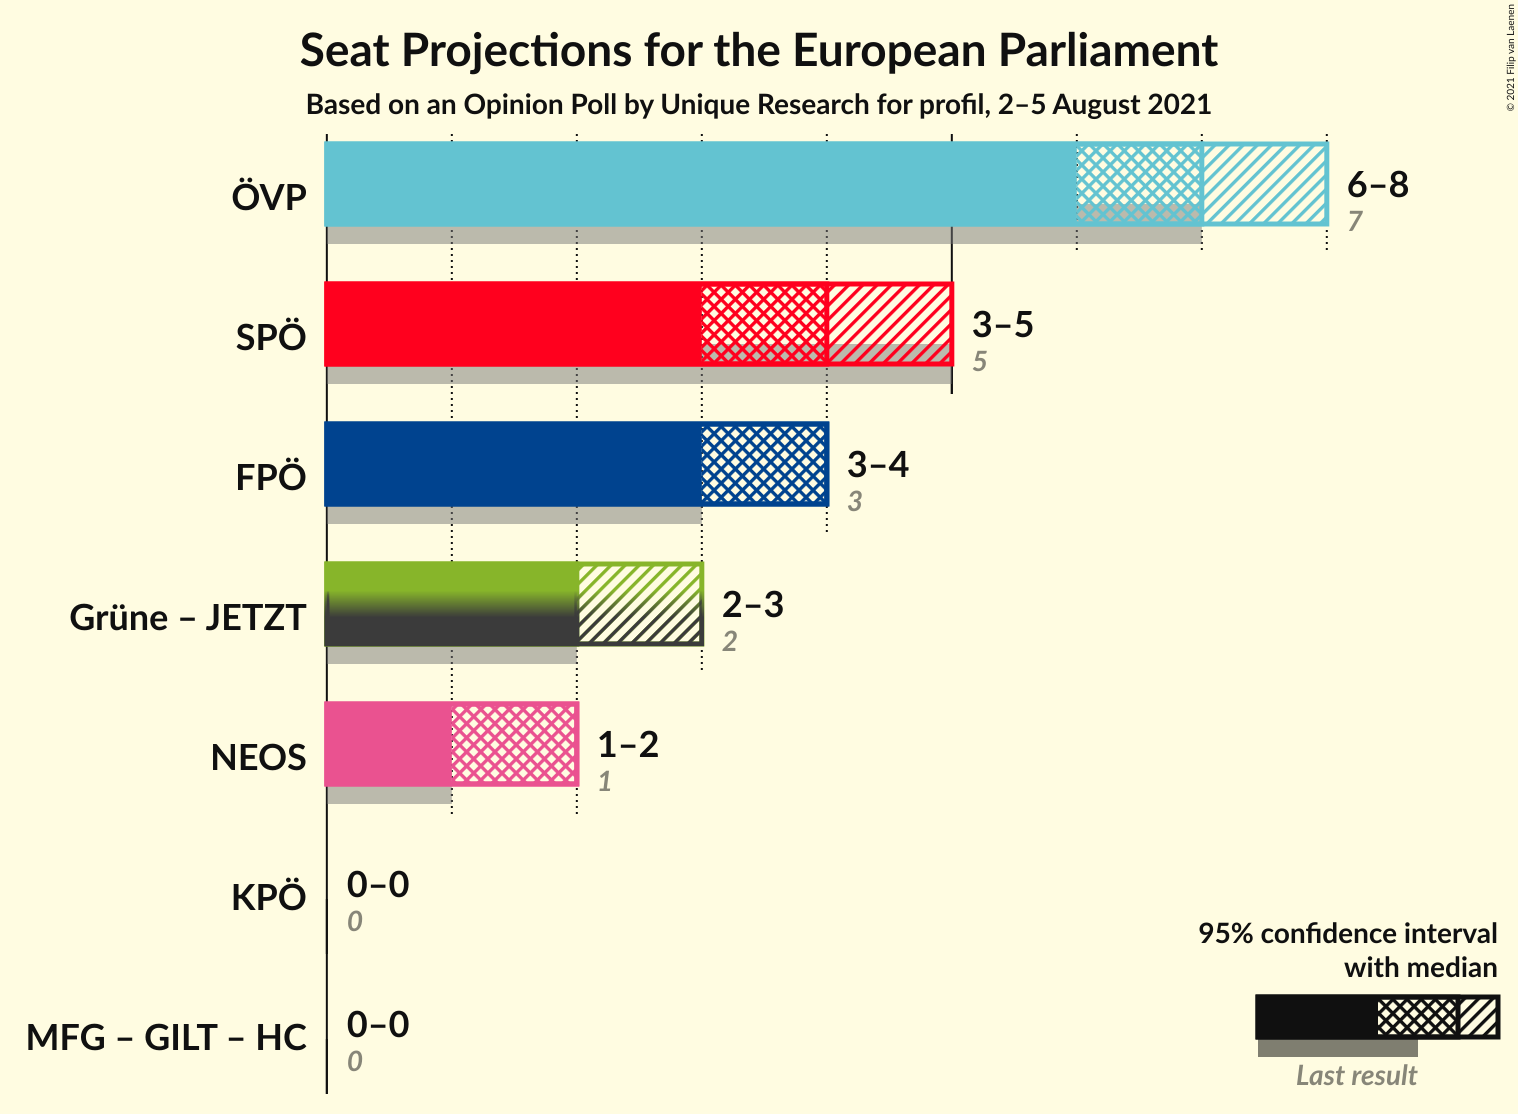 Seat Projections for the European Parliament
Based on an Opinion Poll by Unique Research for profil, 2–5 August 2021
© 2021 Filip van Laenen
ÖVP
6–8
7
SPÖ
3–5
5
FPÖ
3–4
3
Grüne – JETZT
2–3
2
NEOS
1–2
1
KPÖ
0–0
0
MFG – GILT – HC
0–0
0
95% confidence interval
with median
Last result